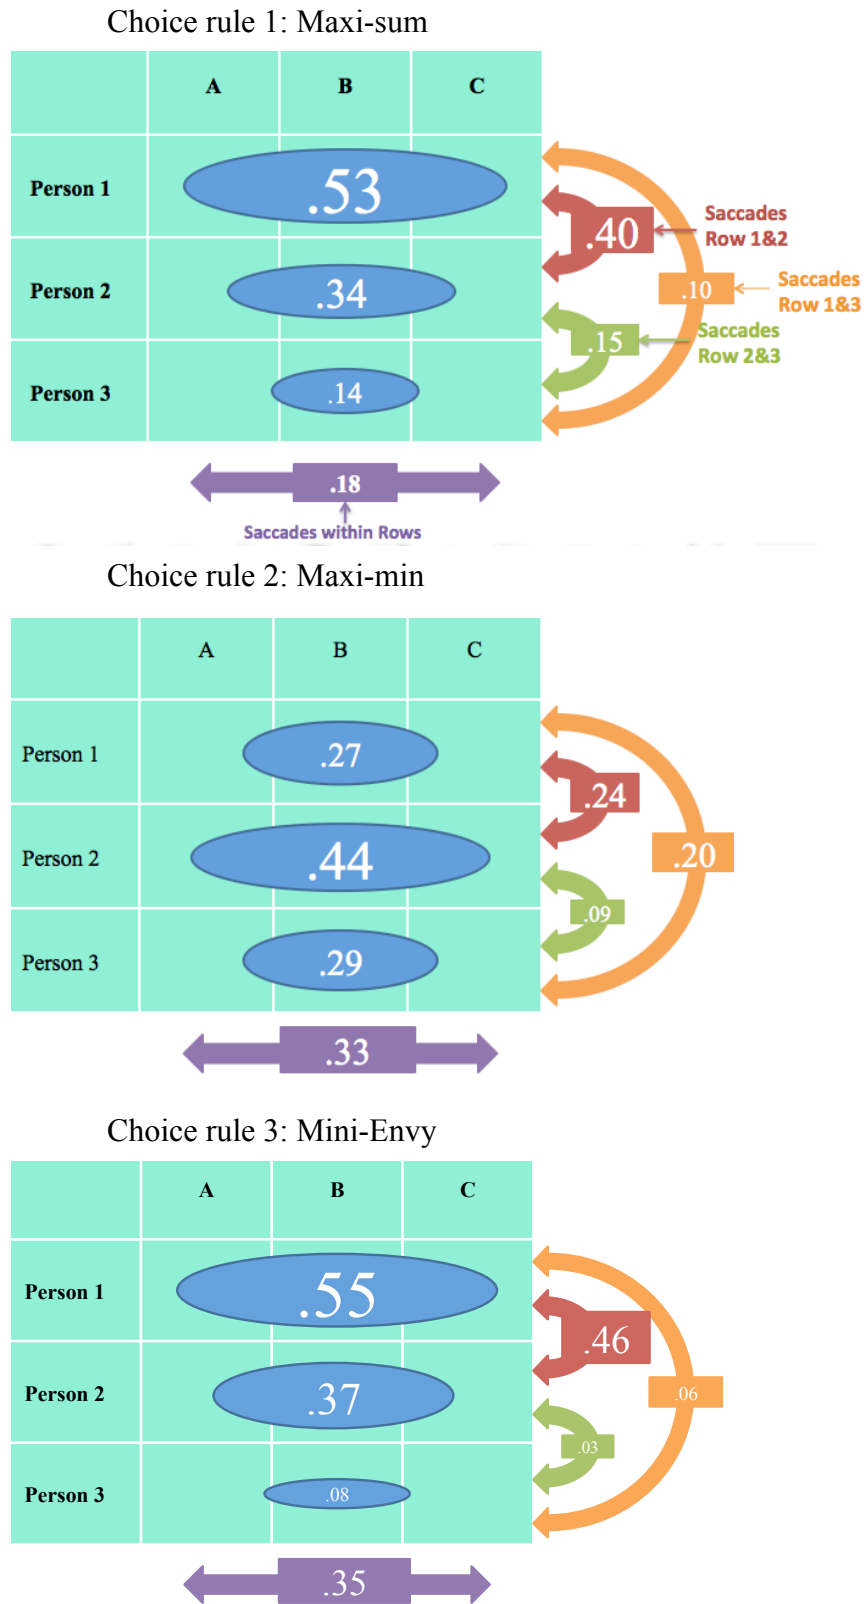 Choice rule 1: Maxi-sum
A B C
Person 1 .53
.40 Saccades
Row 1&2
Person 2 .34
.10 Saccades
Row 1&3
.15 Saccades
Row 2&3
Person 3 .14
.18
Saccades within Rows
Choice rule 2: Maxi-min
A B C
Person 1 .27
.24
Person 2 .44
.20
.09
Person 3 .29
.33
Choice rule 3: Mini-Envy
A B C
Person 1 .55
.46
Person 2 .37
.06
.03
Person 3 .08
.35